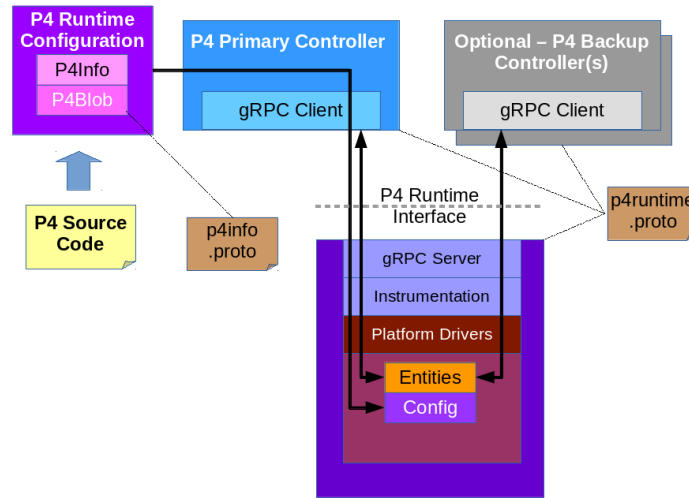 P4 Runtime
Configuration
P4Info
P4Blob
P4 Primary Controller
gRPC Client
Optional – P4 Backup
Controller(s)
gRPC Client
P4 Source
Code
p4info
.proto
P4 Runtime
Interface
p4runtime
.proto
gRPC Server
Instrumentation
Platform Drivers
Entities
Config